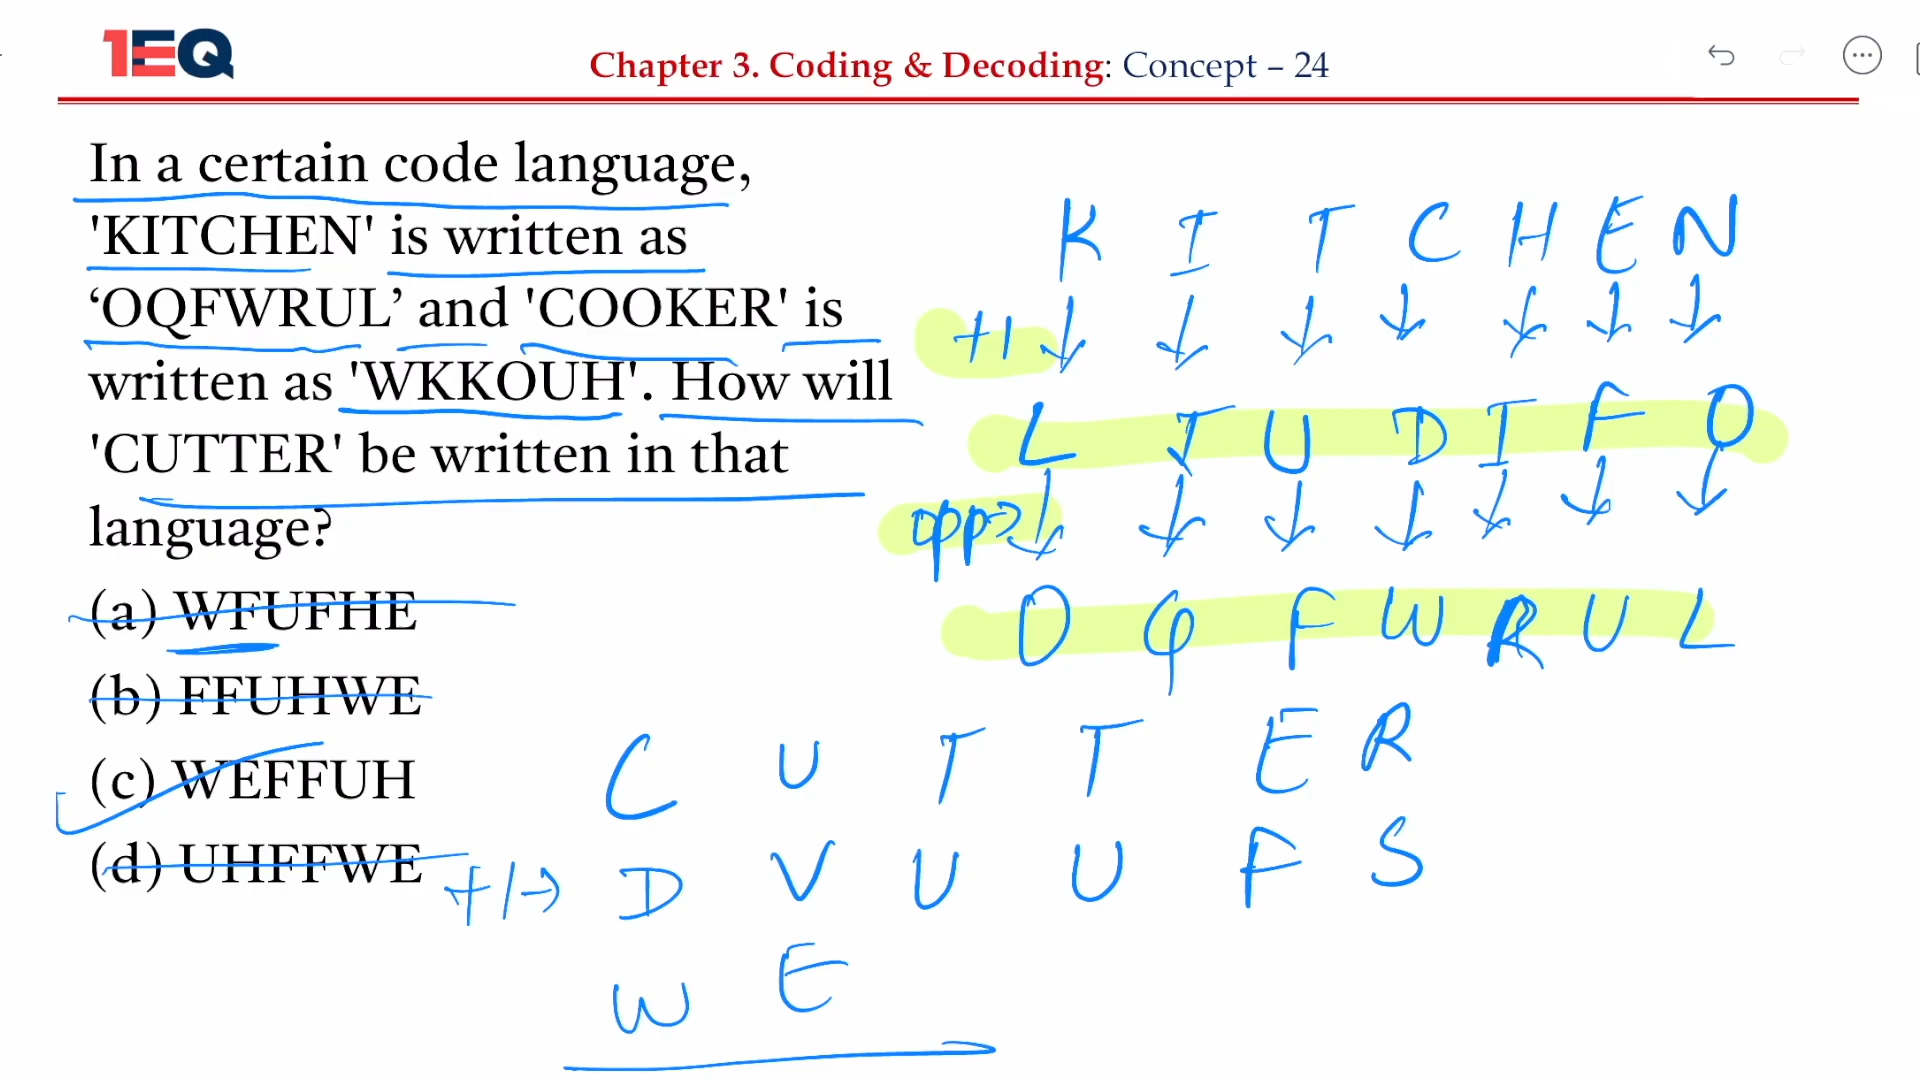 1EQ
Chapter 3. Coding & Decoding: Concept – 24
In a certain code language,
'KITCHEN' is written as
‘OQFWRUL’ and 'COOKER' is
written as 'WKKOUH'. How will
'CUTTER' be written in that
language?
(a) WFUFHE
(b) FFUHWE
(c) WEFFUH
(d) UHFFWE
K I T C H E N
+1
L J U D I F O
opp→
O Q F W R U L
C U T T E R
+1→ D V U U F S
W E